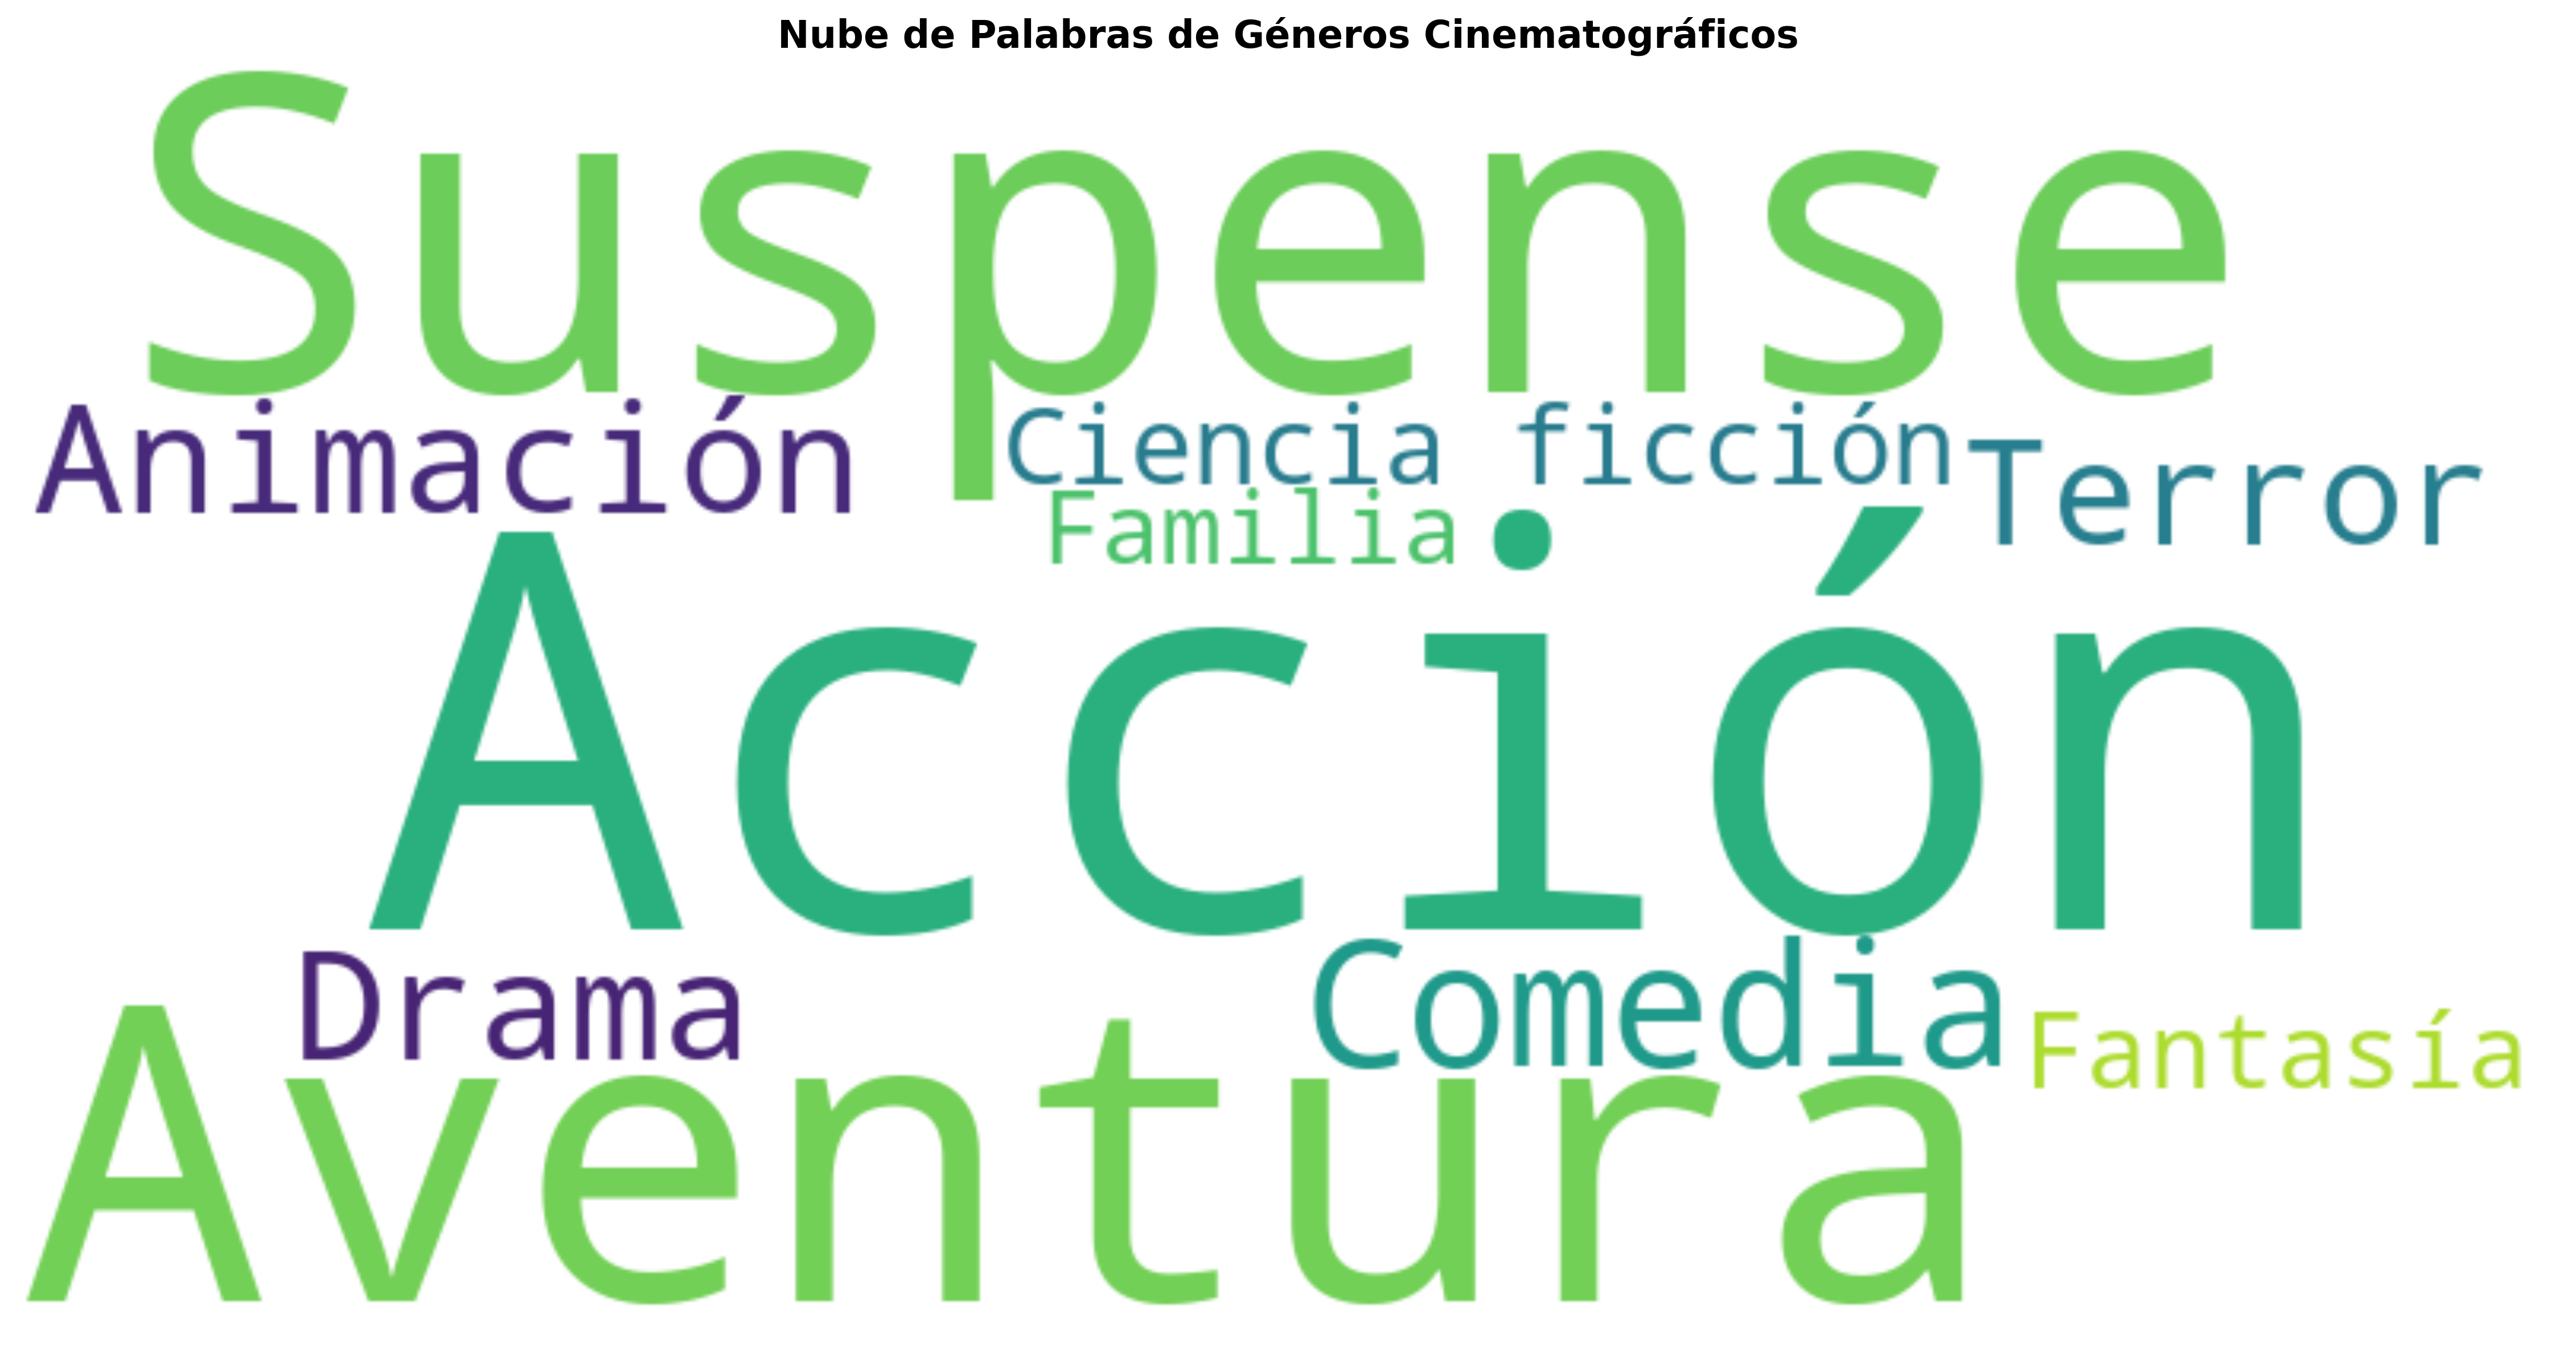 Nube de Palabras de Géneros Cinematográficos
Suspense
Animación
Ciencia ficción
Terror
Familia
Acción
Drama
Comedia
Fantasía
Aventura